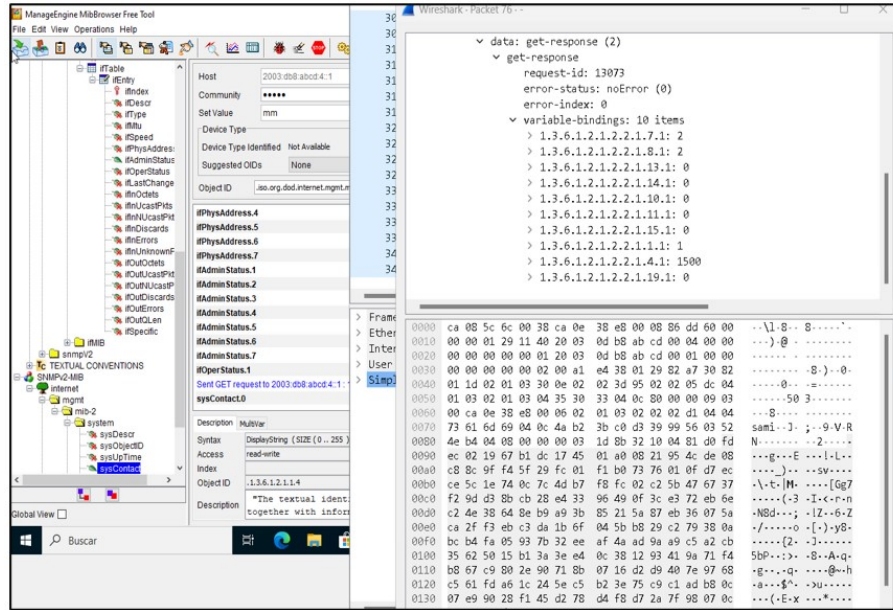 ManageEngine MibBrowser Free Tool
File Edit View Operations Help
ifTable
ifEntry
ifIndex
ifDescr
ifType
ifMtu
ifSpeed
ifPhysAddres
ifAdminStatus
ifOperStatus
ifLastChange
ifInOctets
ifInUcastPkts
ifInNUcastPkt
ifInDiscards
ifInErrors
ifInUnknownF
ifOutOctets
ifOutUcastPkt
ifOutNUcastP
ifOutDiscards
ifOutErrors
ifOutQLen
ifSpecific
ifMIB
snmpV2
TEXTUAL CONVENTIONS
SNMPv2-MIB
internet
mgmt
mib-2
system
sysDescr
sysObjectID
sysUpTime
sysContact
Global View
Host 2003:db8:abcd:4::1
Community •••••
Set Value mm
Device Type
Device Type Identified Not Available
Suggested OIDs None
Object ID .iso.org.dod.internet.mgmt.m
ifPhysAddress.4
ifPhysAddress.5
ifPhysAddress.6
ifPhysAddress.7
ifAdminStatus.1
ifAdminStatus.2
ifAdminStatus.3
ifAdminStatus.4
ifAdminStatus.5
ifAdminStatus.6
ifAdminStatus.7
ifOperStatus.1
Sent GET request to 2003:db8:abcd:4::1 :
sysContact.0
Description MultiVar
Syntax DisplayString ( SIZE ( 0 .. 255 )
Access read-write
Index
Object ID .1.3.6.1.2.1.1.4
Description "The textual identi
together with inform
Buscar
30
30
31
31
31
31
32
32
32
32
33
33
33
34
34
Frame
Ether
Inter
User
Simpl
Wireshark - Packet 76 - -
data: get-response (2)
get-response
request-id: 13073
error-status: noError (0)
error-index: 0
variable-bindings: 10 items
1.3.6.1.2.1.2.2.1.7.1: 2
1.3.6.1.2.1.2.2.1.8.1: 2
1.3.6.1.2.1.2.2.1.13.1: 0
1.3.6.1.2.1.2.2.1.14.1: 0
1.3.6.1.2.1.2.2.1.10.1: 0
1.3.6.1.2.1.2.2.1.11.1: 0
1.3.6.1.2.1.2.2.1.15.1: 0
1.3.6.1.2.1.2.2.1.1.1: 1
1.3.6.1.2.1.2.2.1.4.1: 1500
1.3.6.1.2.1.2.2.1.19.1: 0
0000 ca 08 5c 6c 00 38 ca 0e 38 e8 00 08 86 dd 60 00
0010 00 00 01 29 11 40 20 03 0d b8 ab cd 00 04 00 00
0020 00 00 00 00 00 01 20 03 0d b8 ab cd 00 01 00 00
0030 00 00 00 00 00 02 00 a1 e4 38 01 29 82 a7 30 82
0040 01 1d 02 01 03 30 0e 02 02 3d 95 02 02 05 dc 04
0050 01 03 02 01 03 04 35 30 33 04 0c 80 00 00 09 03
0060 00 ca 0e 38 e8 00 06 02 01 03 02 02 02 d1 04 04
0070 73 61 6d 69 04 0c 4a b2 3b c0 d3 39 99 56 03 52
0080 4e b4 04 08 00 00 00 03 1d 8b 32 10 04 81 d0 fd
0090 ec 02 19 67 b1 dc 17 45 01 a0 08 21 95 4c de 08
00a0 c8 8c 9f f4 5f 29 fc 01 f1 b0 73 76 01 0f d7 ec
00b0 ce 5c 1e 74 0c 7c 4d b7 f8 fc 02 c2 5b 47 67 37
00c0 f2 9d d3 8b cb 28 e4 33 96 49 0f 3c e3 72 eb 6e
00d0 c2 4e 38 64 8e b9 a9 3b 85 21 5a 87 eb 36 07 5a
00e0 ca 2f f3 eb c3 da 1b 6f 04 5b b8 29 c2 79 38 0a
00f0 bc b4 fa 05 93 7b 32 ee af 4a ad 9a a9 c5 a2 cb
0100 35 62 50 15 b1 3a 3e e4 0c 38 12 93 41 9a 71 f4
0110 b8 67 c9 80 2e 90 71 8b 07 16 d2 d9 40 7e 97 68
0120 c5 61 fd a6 1c 24 5e c5 b2 3e 75 c9 c1 ad b8 0c
0130 07 e9 90 28 f1 45 d2 78 d4 f8 d7 2a 7f 98 07 0c